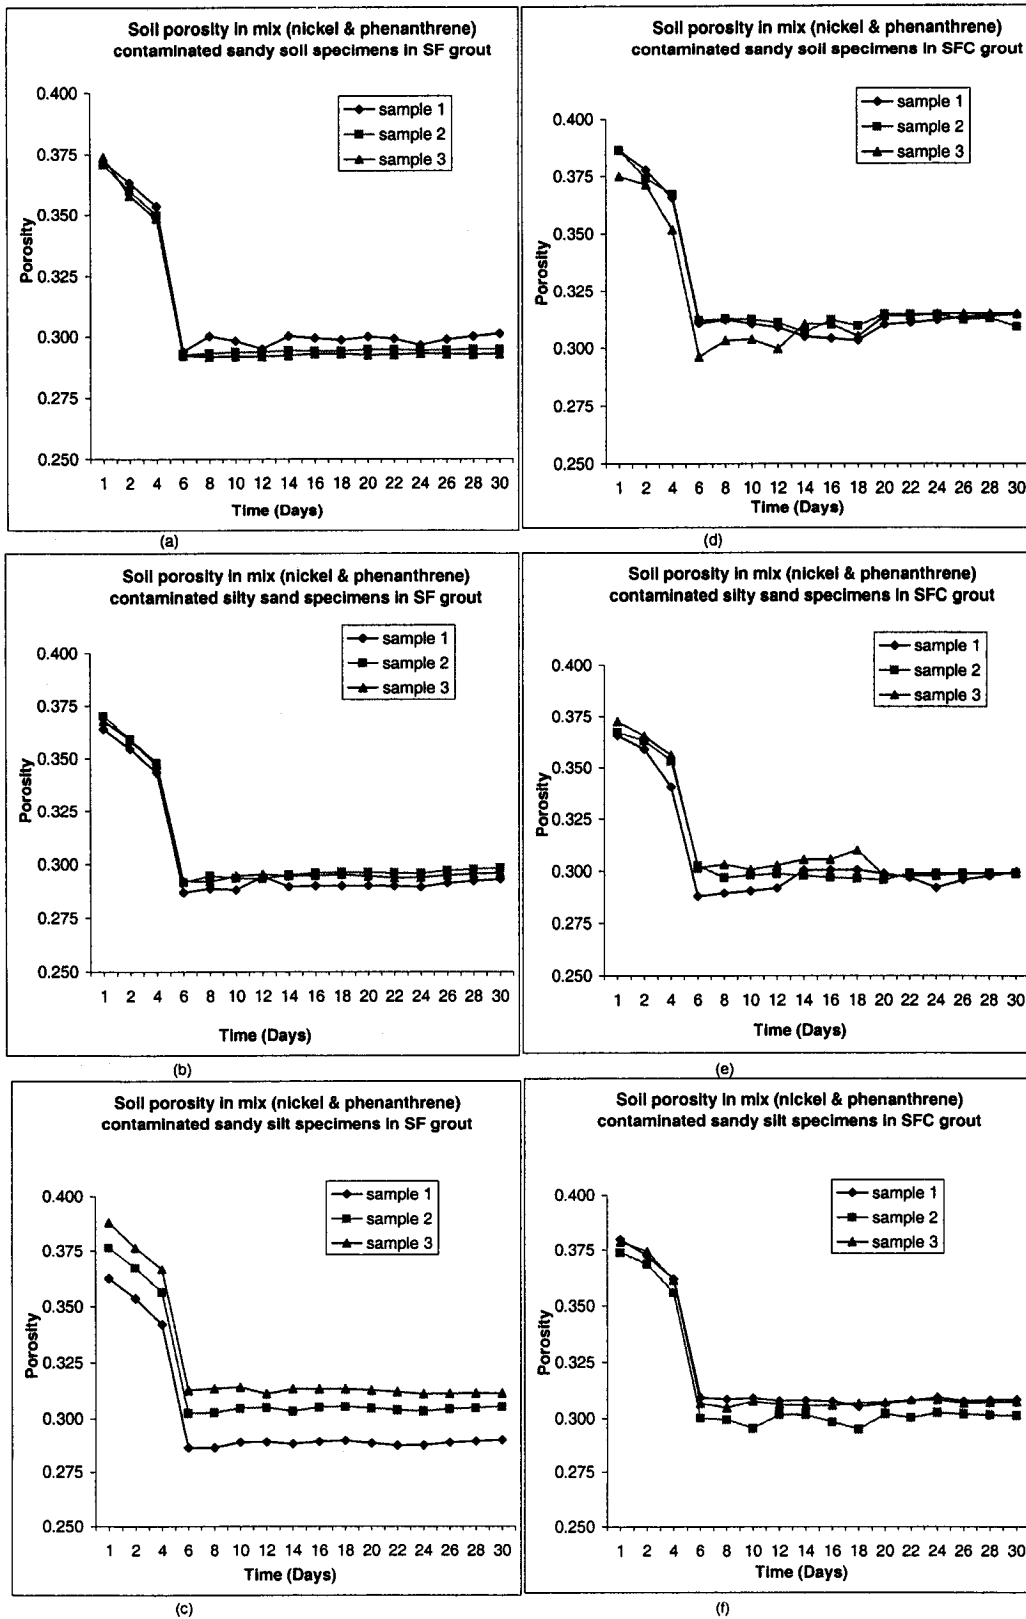 Soil porosity in mix (nickel & phenanthrene)
contaminated sandy soil specimens in SF grout
0.400
0.375
0.350
0.325
0.300
0.275
0.250
Porosity
sample 1
sample 2
sample 3
1 2 4 6 8 10 12 14 16 18 20 22 24 26 28 30
Time (Days)
(a)
Soil porosity in mix (nickel & phenanthrene)
contaminated sandy soil specimens in SFC grout
0.400
0.375
0.350
0.325
0.300
0.275
0.250
Porosity
sample 1
sample 2
sample 3
1 2 4 6 8 10 12 14 16 18 20 22 24 26 28 30
Time (Days)
(d)
Soil porosity in mix (nickel & phenanthrene)
contaminated silty sand specimens in SF grout
0.400
0.375
0.350
0.325
0.300
0.275
0.250
Porosity
sample 1
sample 2
sample 3
1 2 4 6 8 10 12 14 16 18 20 22 24 26 28 30
Time (Days)
(b)
Soil porosity in mix (nickel & phenanthrene)
contaminated silty sand specimens in SFC grout
0.400
0.375
0.350
0.325
0.300
0.275
0.250
Porosity
sample 1
sample 2
sample 3
1 2 4 6 8 10 12 14 16 18 20 22 24 26 28 30
Time (Days)
(e)
Soil porosity in mix (nickel & phenanthrene)
contaminated sandy silt specimens in SF grout
0.400
0.375
0.350
0.325
0.300
0.275
0.250
Porosity
sample 1
sample 2
sample 3
1 2 4 6 8 10 12 14 16 18 20 22 24 26 28 30
Time (Days)
(c)
Soil porosity in mix (nickel & phenanthrene)
contaminated sandy silt specimens in SFC grout
0.400
0.375
0.350
0.325
0.300
0.275
0.250
Porosity
sample 1
sample 2
sample 3
1 2 4 6 8 10 12 14 16 18 20 22 24 26 28 30
Time (Days)
(f)